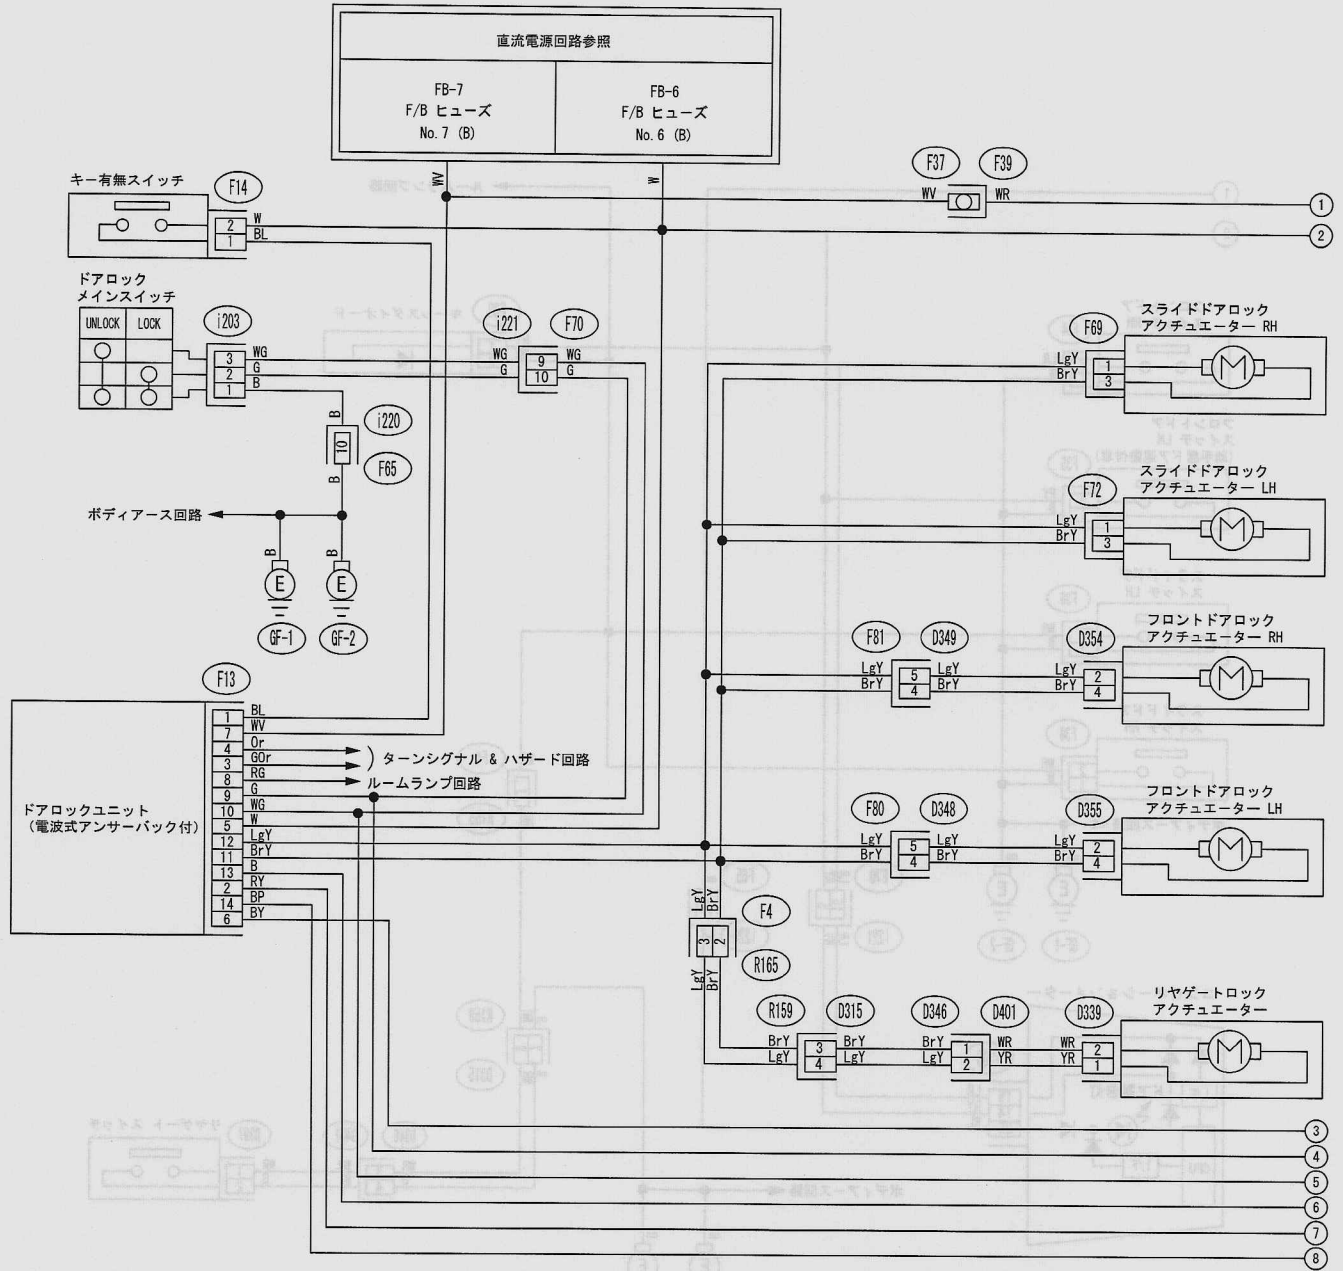 直流電源回路参照
FB-7
F/B ヒューズ
No. 7 (B)
FB-6
F/B ヒューズ
No. 6 (B)
WV
W
F37
F39
WV
WR
1
2
キー有無スイッチ
F14
2
1
W
BL
ドアロック
メインスイッチ
UNLOCK
LOCK
i203
3
2
1
WG
G
B
i221
F70
WG
G
9
10
WG
G
B
i220
10
F65
B
ボディアース回路
B
B
E
E
GF-1
GF-2
F69
LgY
BrY
1
3
スライドドアロック
アクチュエーター RH
M
F72
LgY
BrY
1
3
スライドドアロック
アクチュエーター LH
M
F81
D349
LgY
BrY
5
4
LgY
BrY
D354
LgY
BrY
2
4
フロントドアロック
アクチュエーター RH
M
F80
D348
LgY
BrY
5
4
LgY
BrY
D355
LgY
BrY
2
4
フロントドアロック
アクチュエーター LH
M
F13
ドアロックユニット
(電波式アンサーバック付)
1 BL
7 WV
4 Or
3 GOr
8 RG
9 G
10 WG
5 W
12 LgY
11 BrY
13 B
2 RY
14 BP
6 BY
ターンシグナル & ハザード回路
ルームランプ回路
LgY
BrY
F4
3
2
R165
LgY
BrY
R159
D315
BrY
LgY
3
4
BrY
LgY
D346
D401
BrY
LgY
1
2
WR
YR
D339
WR
YR
2
1
リヤゲートロック
アクチュエーター
M
3
4
5
6
7
8